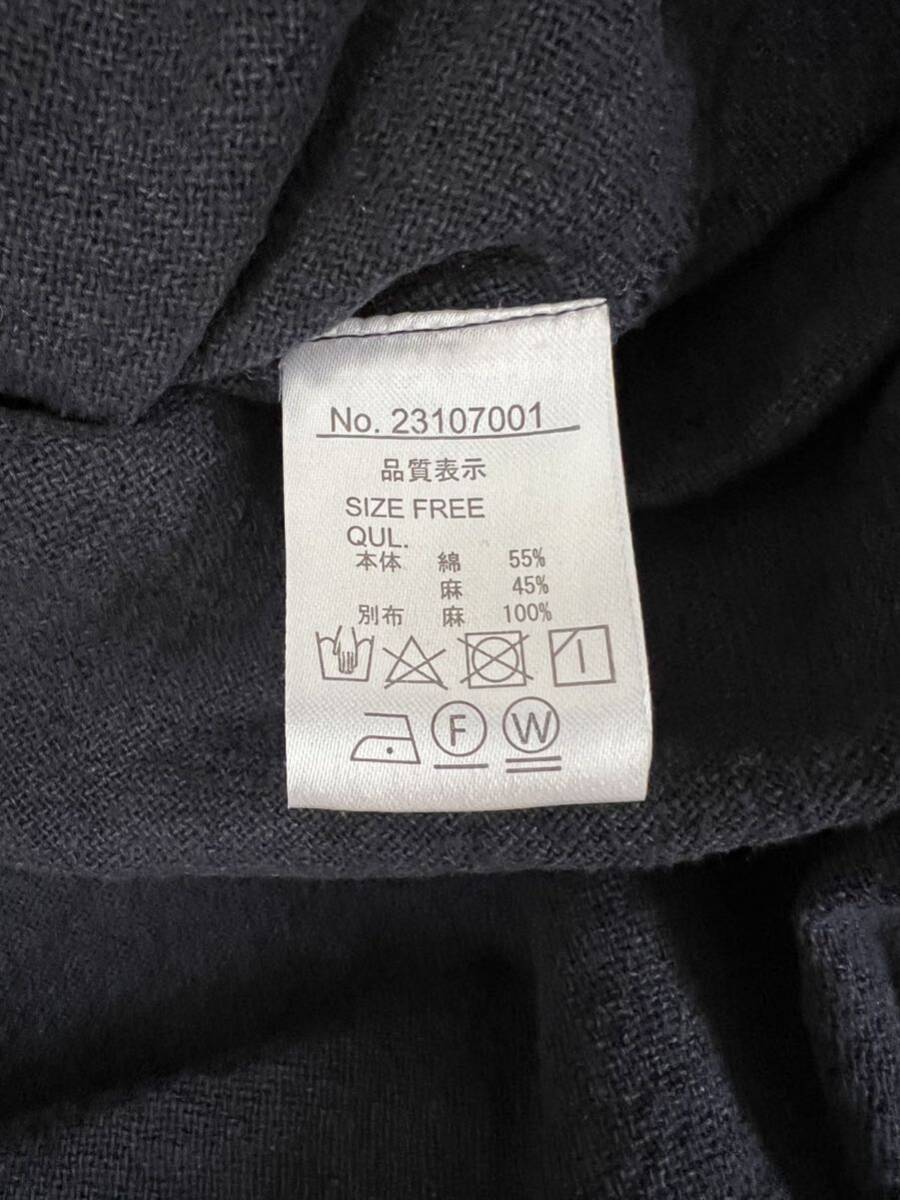 No. 23107001
品質表示
SIZE FREE
QUL.
本体 綿 55%
麻 45%
別布 麻 100%
F W